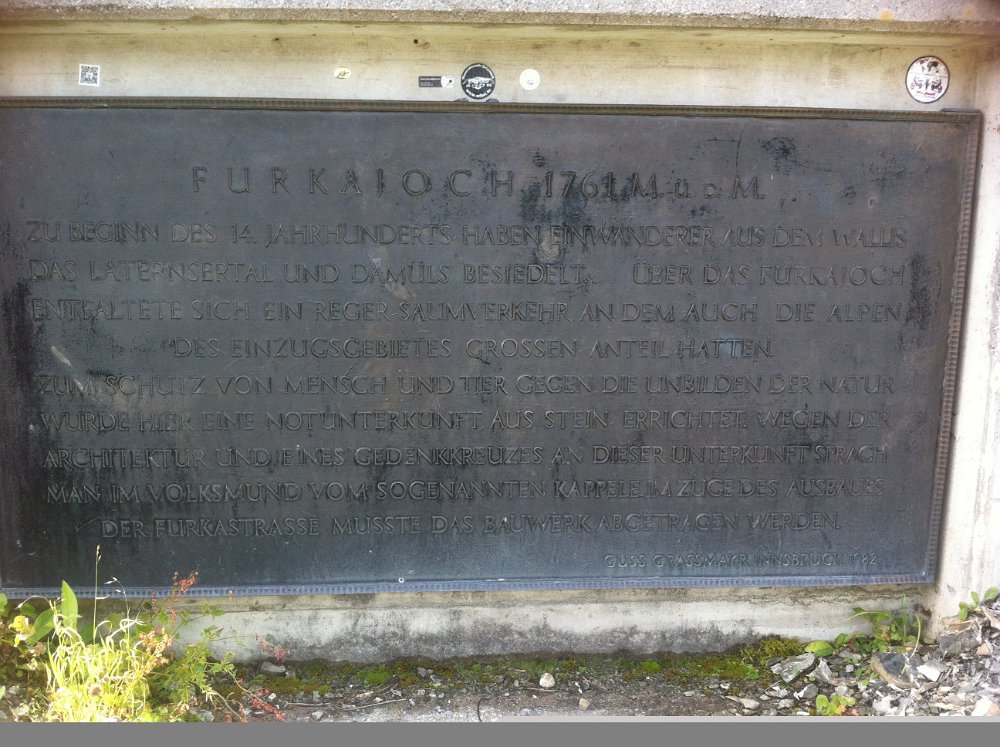 FURKAJOCH 1761 M. ü. D. M.
ZU BEGINN DES 14. JAHRHUNDERTS HABEN EINWANDERER AUS DEM WALLIS
DAS LATERNSERTAL UND DAMÜLS BESIEDELT. ÜBER DAS FURKAJOCH
ENTFALTETE SICH EIN REGER SAUMVERKEHR, AN DEM AUCH DIE ALPEN
DES EINZUGSGEBIETES GROSSEN ANTEIL HATTEN.
ZUM SCHUTZ VON MENSCH UND TIER GEGEN DIE UNBILDEN DER NATUR
WURDE HIER EINE NOTUNTERKUNFT AUS STEIN ERRICHTET. WEGEN DER
ARCHITEKTUR UND EINES GEDENKKREUZES AN DIESER UNTERKUNFT SPRACH
MAN IM VOLKSMUND VOM SOGENANNTEN KAPPELE. IM ZUGE DES AUSBAUES
DER FURKASTRASSE MUSSTE DAS BAUWERK ABGETRAGEN WERDEN.
GUSS GRASSMAYR INNSBRUCK 1982